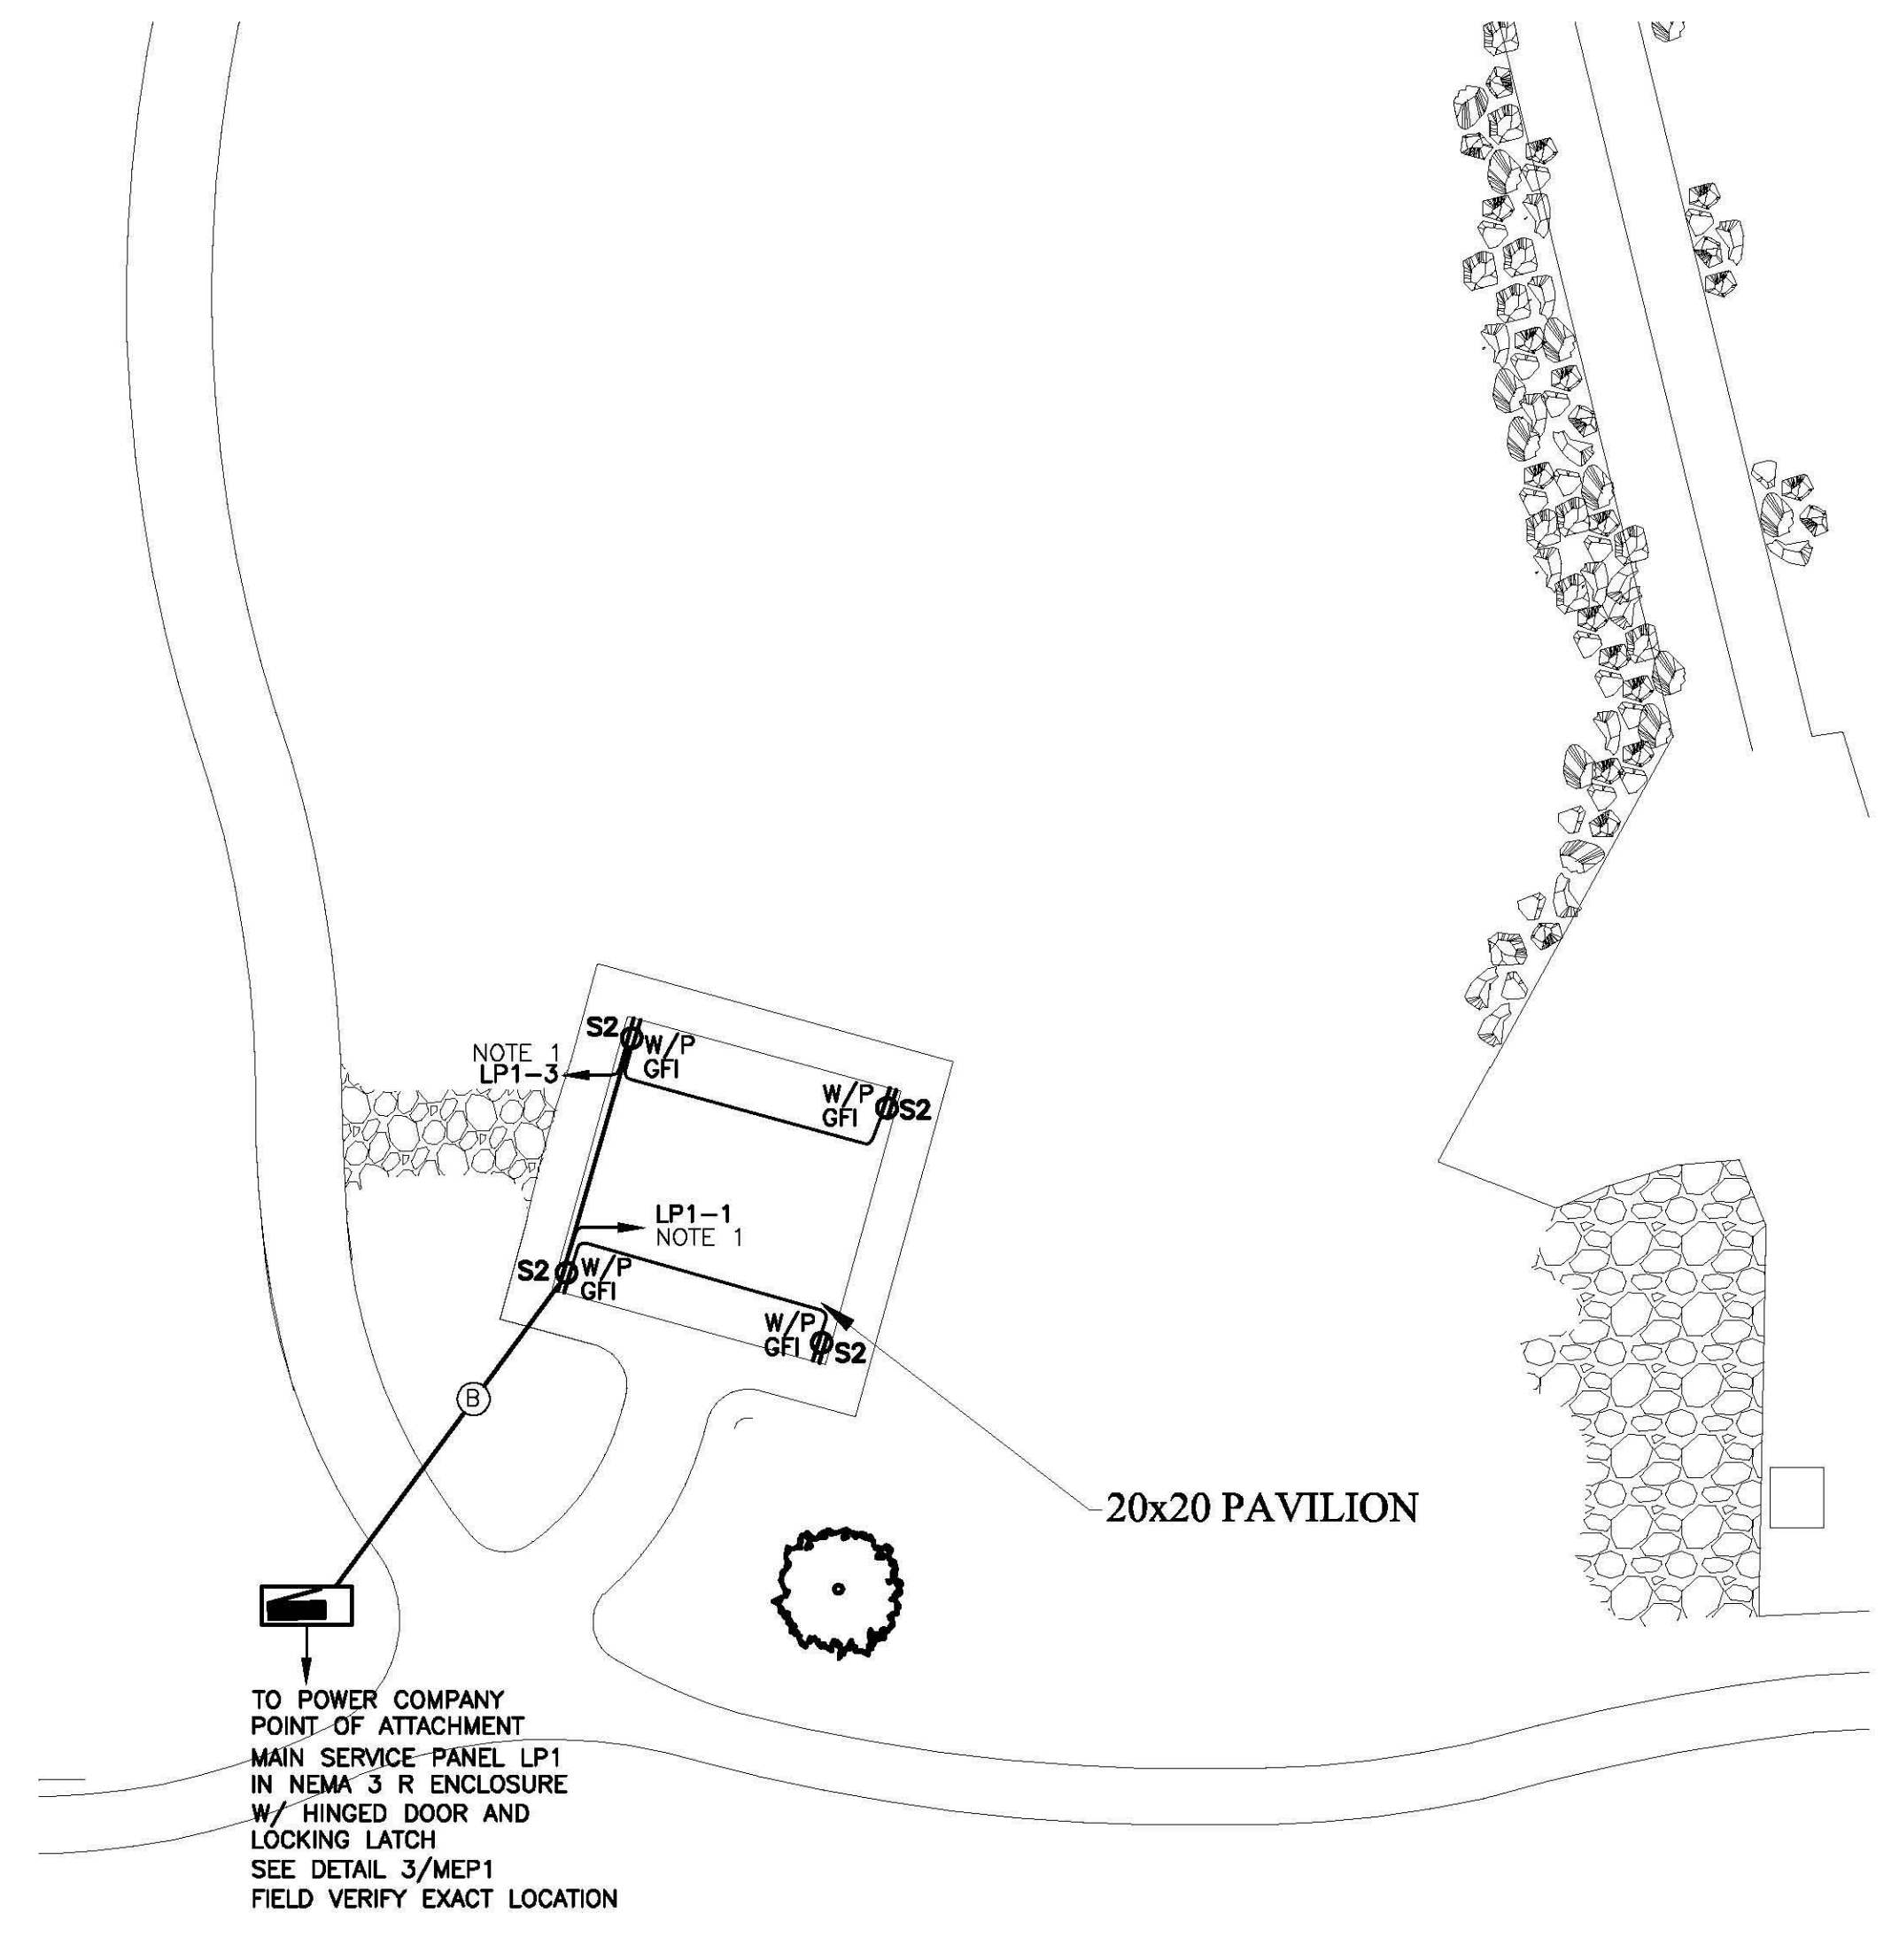 S2
W/P
GFI
NOTE 1
LP1-3
W/P
GFI
S2
LP1-1
NOTE 1
S2
W/P
GFI
W/P
GFI
S2
B
20x20 PAVILION
TO POWER COMPANY
POINT OF ATTACHMENT
MAIN SERVICE PANEL LP1
IN NEMA 3 R ENCLOSURE
W/ HINGED DOOR AND
LOCKING LATCH
SEE DETAIL 3/MEP1
FIELD VERIFY EXACT LOCATION